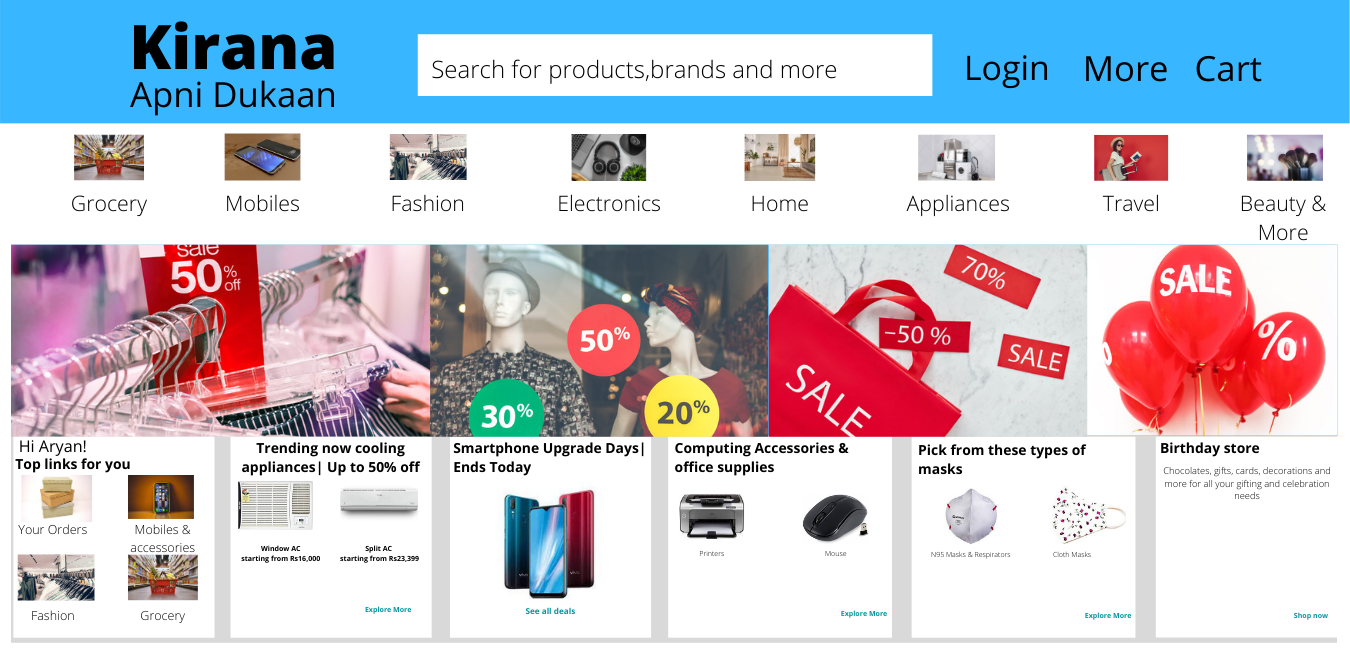 Kirana
Apni Dukaan
Search for products,brands and more
Login
More
Cart
Grocery
Mobiles
Fashion
Electronics
Home
Appliances
Travel
Beauty &
More
sale
50%
off
50%
30%
20%
70%
–50 %
SALE
SALE
SALE
%
Hi Aryan!
Top links for you
Your Orders
Mobiles &
accessories
Fashion
Grocery
Trending now cooling
appliances| Up to 50% off
Window AC
starting from Rs16,000
Split AC
starting from Rs23,399
Explore More
Smartphone Upgrade Days|
Ends Today
vivo
vivo
See all deals
Computing Accessories &
office supplies
Printers
Mouse
Explore More
Pick from these types of
masks
N95 Masks & Respirators
Cloth Masks
Explore More
Birthday store
Chocolates, gifts, cards, decorations and
more for all your gifting and celebration
needs
Shop now